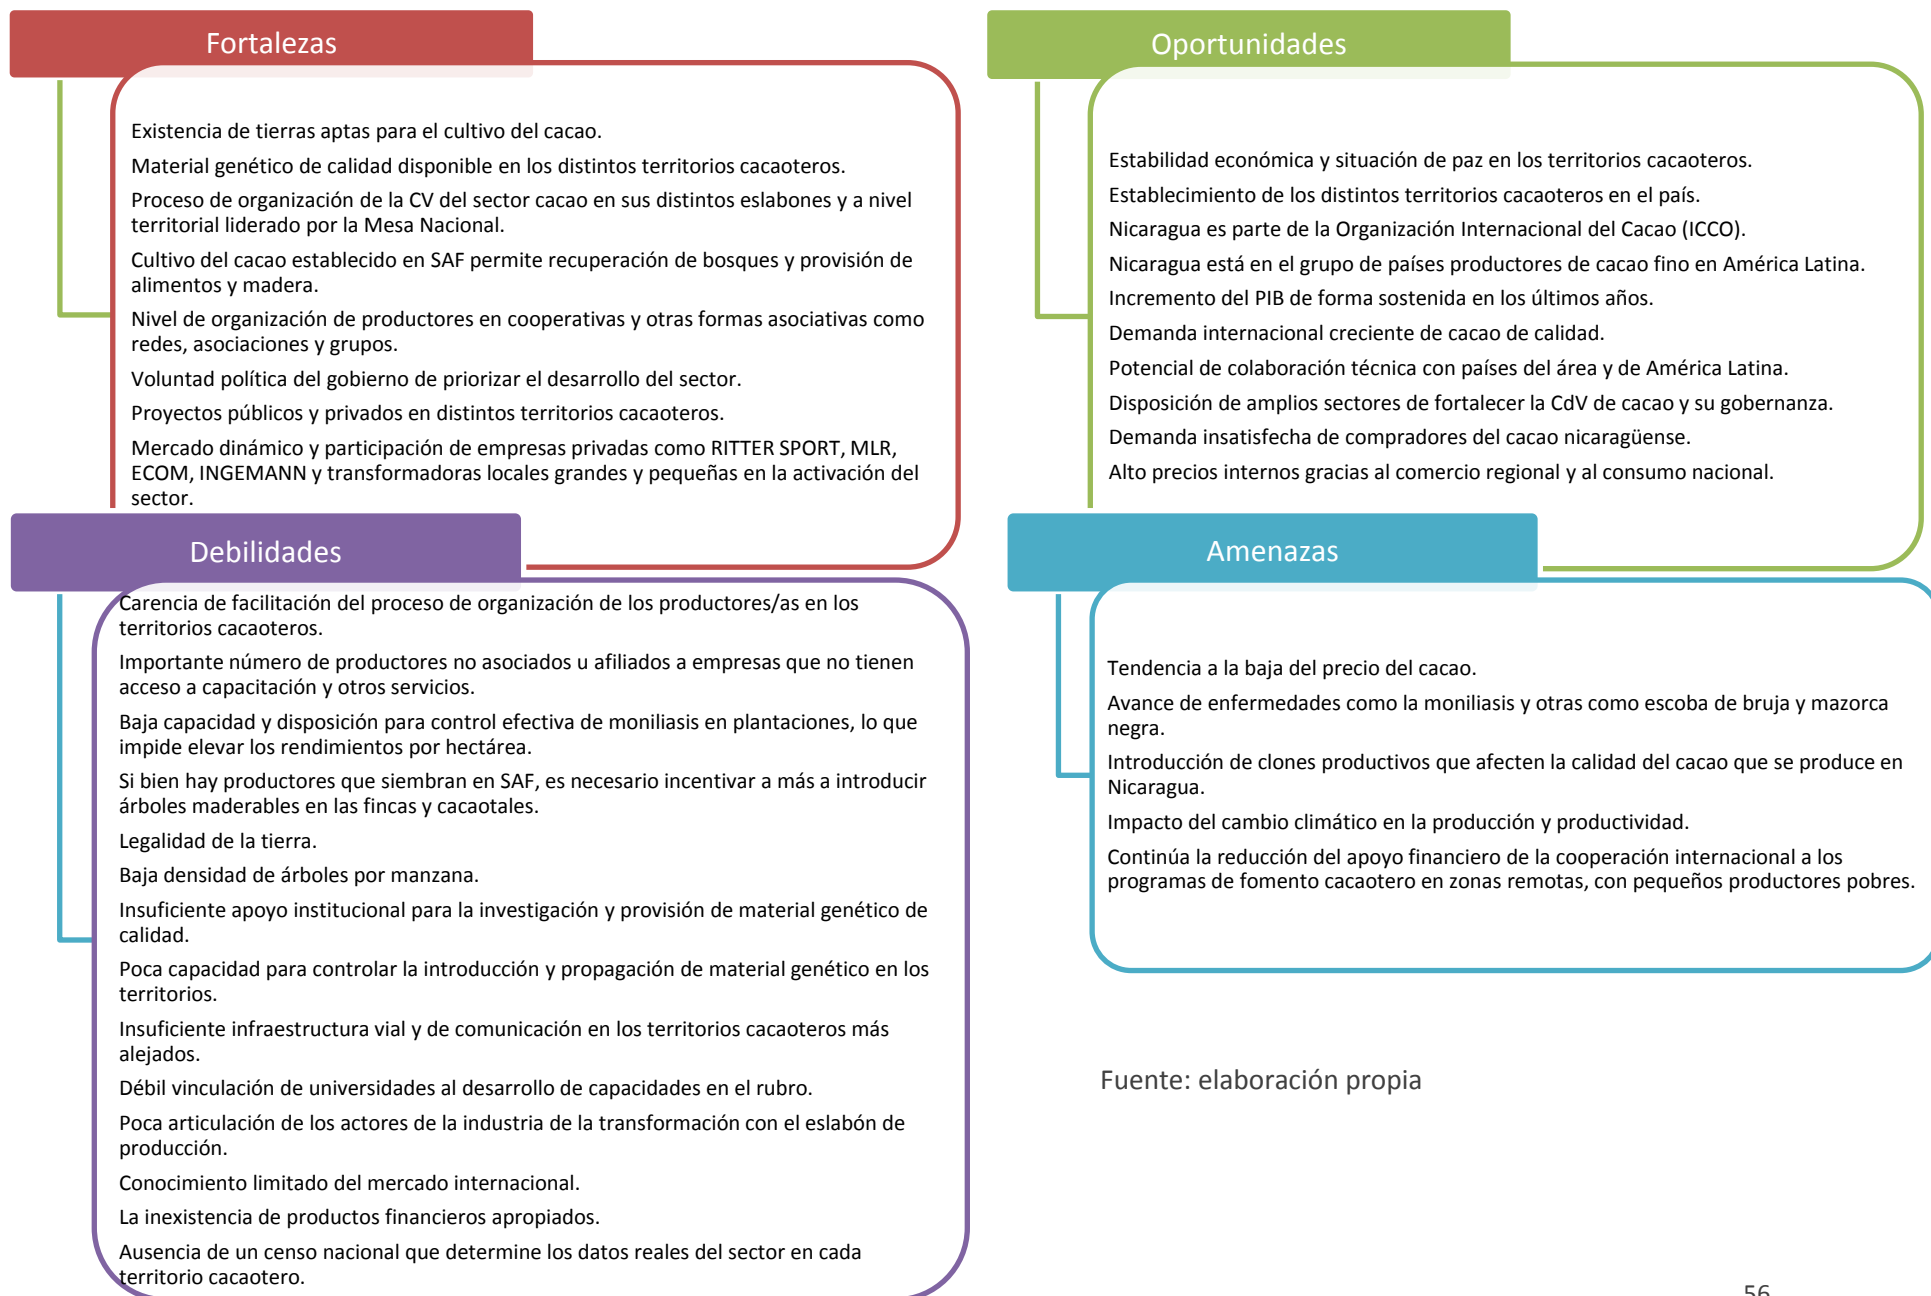 Fortalezas
Existencia de tierras aptas para el cultivo del cacao.
Material genético de calidad disponible en los distintos territorios cacaoteros.
Proceso de organización de la CV del sector cacao en sus distintos eslabones y a nivel
territorial liderado por la Mesa Nacional.
Cultivo del cacao establecido en SAF permite recuperación de bosques y provisión de
alimentos y madera.
Nivel de organización de productores en cooperativas y otras formas asociativas como
redes, asociaciones y grupos.
Voluntad política del gobierno de priorizar el desarrollo del sector.
Proyectos públicos y privados en distintos territorios cacaoteros.
Mercado dinámico y participación de empresas privadas como RITTER SPORT, MLR,
ECOM, INGEMANN y transformadoras locales grandes y pequeñas en la activación del
sector.
Oportunidades
Estabilidad económica y situación de paz en los territorios cacaoteros.
Establecimiento de los distintos territorios cacaoteros en el país.
Nicaragua es parte de la Organización Internacional del Cacao (ICCO).
Nicaragua está en el grupo de países productores de cacao fino en América Latina.
Incremento del PIB de forma sostenida en los últimos años.
Demanda internacional creciente de cacao de calidad.
Potencial de colaboración técnica con países del área y de América Latina.
Disposición de amplios sectores de fortalecer la CdV de cacao y su gobernanza.
Demanda insatisfecha de compradores del cacao nicaragüense.
Alto precios internos gracias al comercio regional y al consumo nacional.
Debilidades
Carencia de facilitación del proceso de organización de los productores/as en los
territorios cacaoteros.
Importante número de productores no asociados u afiliados a empresas que no tienen
acceso a capacitación y otros servicios.
Baja capacidad y disposición para control efectiva de moniliasis en plantaciones, lo que
impide elevar los rendimientos por hectárea.
Si bien hay productores que siembran en SAF, es necesario incentivar a más a introducir
árboles maderables en las fincas y cacaotales.
Legalidad de la tierra.
Baja densidad de árboles por manzana.
Insuficiente apoyo institucional para la investigación y provisión de material genético de
calidad.
Poca capacidad para controlar la introducción y propagación de material genético en los
territorios.
Insuficiente infraestructura vial y de comunicación en los territorios cacaoteros más
alejados.
Débil vinculación de universidades al desarrollo de capacidades en el rubro.
Poca articulación de los actores de la industria de la transformación con el eslabón de
producción.
Conocimiento limitado del mercado internacional.
La inexistencia de productos financieros apropiados.
Ausencia de un censo nacional que determine los datos reales del sector en cada
territorio cacaotero.
Amenazas
Tendencia a la baja del precio del cacao.
Avance de enfermedades como la moniliasis y otras como escoba de bruja y mazorca
negra.
Introducción de clones productivos que afecten la calidad del cacao que se produce en
Nicaragua.
Impacto del cambio climático en la producción y productividad.
Continúa la reducción del apoyo financiero de la cooperación internacional a los
programas de fomento cacaotero en zonas remotas, con pequeños productores pobres.
Fuente: elaboración propia
56